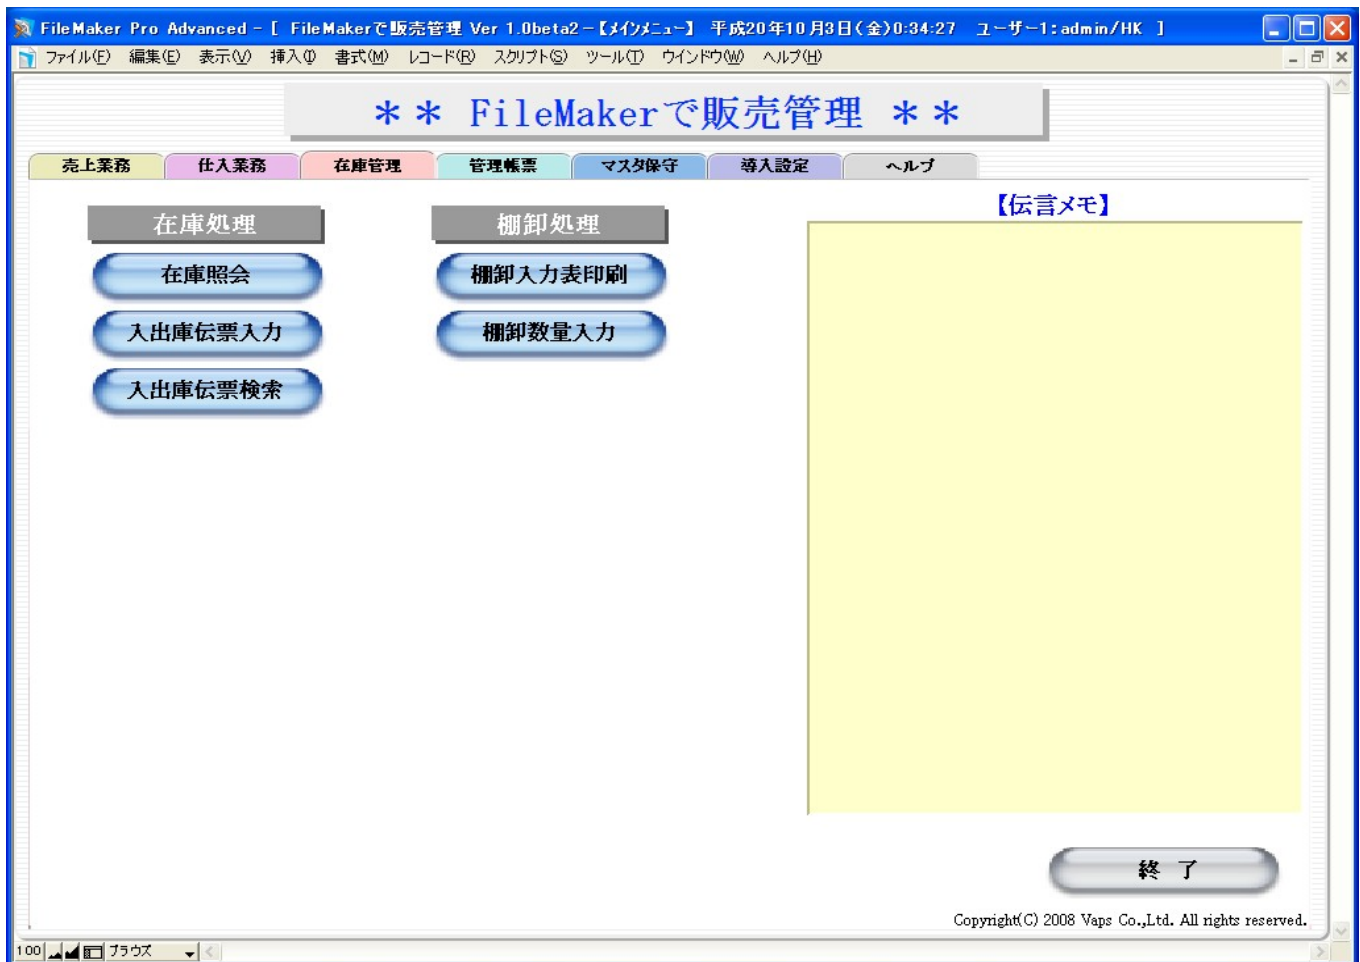 FileMaker Pro Advanced - [ FileMakerで販売管理 Ver 1.0beta2－【メインメニュー】 平成20年10月3日(金)0:34:27 ユーザー1:admin/HK ]
ファイル(F) 編集(E) 表示(V) 挿入(I) 書式(M) レコード(R) スクリプト(S) ツール(T) ウインドウ(W) ヘルプ(H)
＊＊ FileMakerで販売管理 ＊＊
売上業務 仕入業務 在庫管理 管理帳票 マスタ保守 導入設定 ヘルプ
【伝言メモ】
在庫処理 棚卸処理
在庫照会 棚卸入力表印刷
入出庫伝票入力 棚卸数量入力
入出庫伝票検索
終 了
Copyright(C) 2008 Vaps Co.,Ltd. All rights reserved.
100 ブラウズ